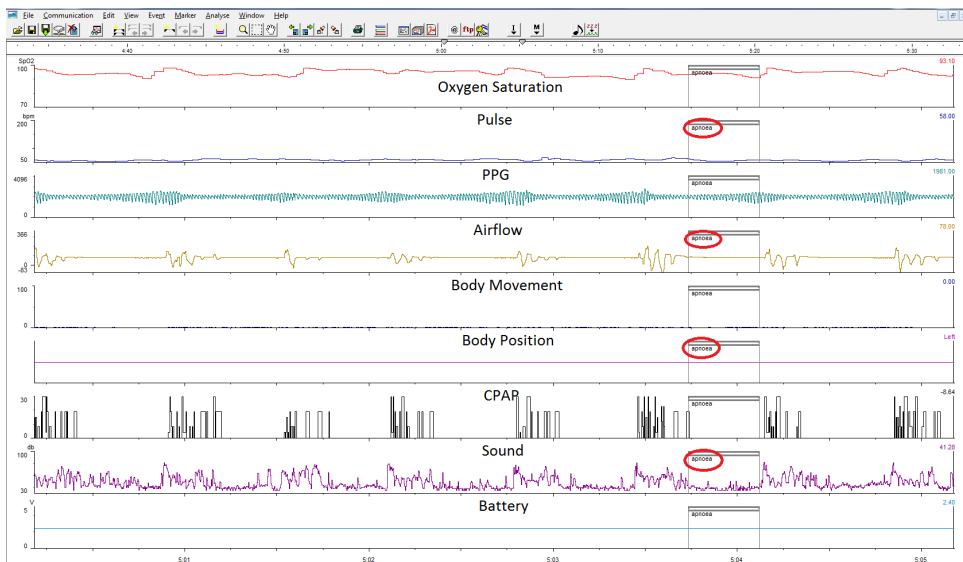 File Communication Edit View Event Marker Analyse Window Help
@ ftp M
4:40 4:50 5:00 5:10 5:20 5:30
SpO2 93.10
100
70
Oxygen Saturation
bpm 58.00
200
50
Pulse
apnoea
PPG
4096 1981.00
0
apnoea
Airflow
366 78.00
0
-83
apnoea
Body Movement
100 0.00
0
apnoea
Body Position
Left
apnoea
CPAP
30 -8.64
0
apnoea
Sound
db 41.20
100
30
apnoea
Battery
V 2.40
5
0
apnoea
5:01 5:02 5:03 5:04 5:05